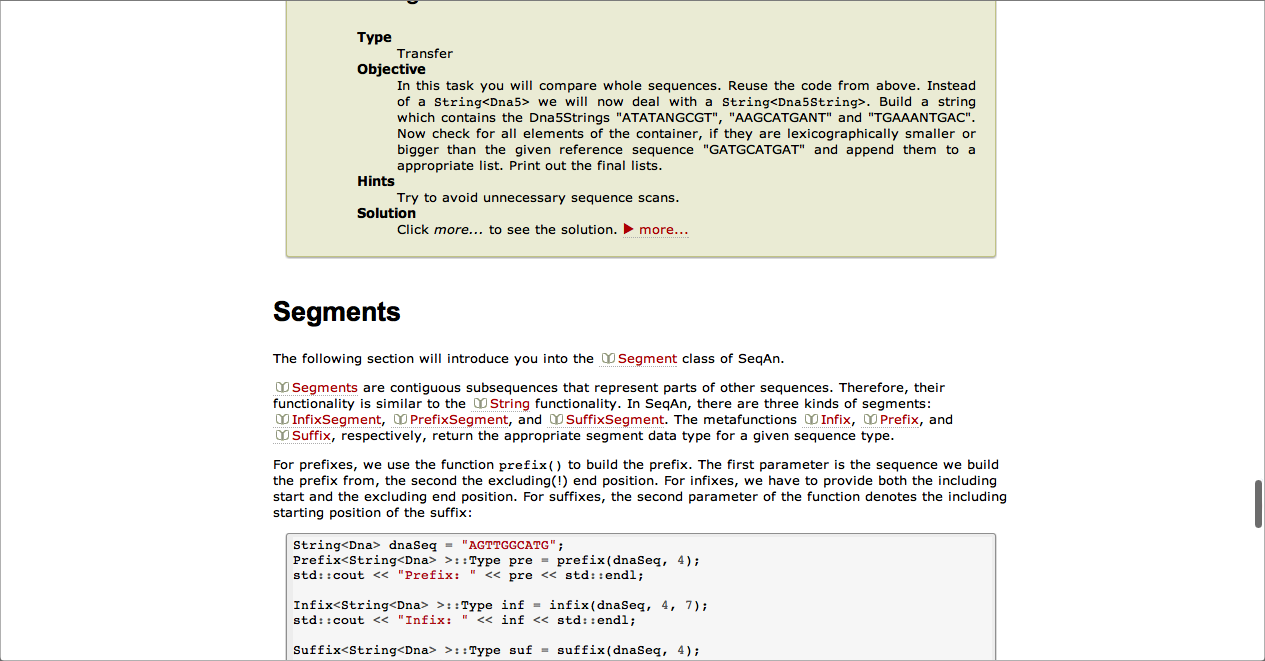 Type
Transfer
Objective
In this task you will compare whole sequences. Reuse the code from above. Instead
of a String<Dna5> we will now deal with a String<Dna5String>. Build a string
which contains the Dna5Strings "ATATANGCGT", "AAGCATGANT" and "TGAAANTGAC".
Now check for all elements of the container, if they are lexicographically smaller or
bigger than the given reference sequence "GATGCATGAT" and append them to a
appropriate list. Print out the final lists.
Hints
Try to avoid unnecessary sequence scans.
Solution
Click more... to see the solution. ▶ more...
Segments
The following section will introduce you into the Segment class of SeqAn.
Segments are contiguous subsequences that represent parts of other sequences. Therefore, their
functionality is similar to the String functionality. In SeqAn, there are three kinds of segments:
InfixSegment, PrefixSegment, and SuffixSegment. The metafunctions Infix, Prefix, and
Suffix, respectively, return the appropriate segment data type for a given sequence type.
For prefixes, we use the function prefix() to build the prefix. The first parameter is the sequence we build
the prefix from, the second the excluding(!) end position. For infixes, we have to provide both the including
start and the excluding end position. For suffixes, the second parameter of the function denotes the including
starting position of the suffix:
String<Dna> dnaSeq = "AGTTGGCATG";
Prefix<String<Dna> >::Type pre = prefix(dnaSeq, 4);
std::cout << "Prefix: " << pre << std::endl;
Infix<String<Dna> >::Type inf = infix(dnaSeq, 4, 7);
std::cout << "Infix: " << inf << std::endl;
Suffix<String<Dna> >::Type suf = suffix(dnaSeq, 4);